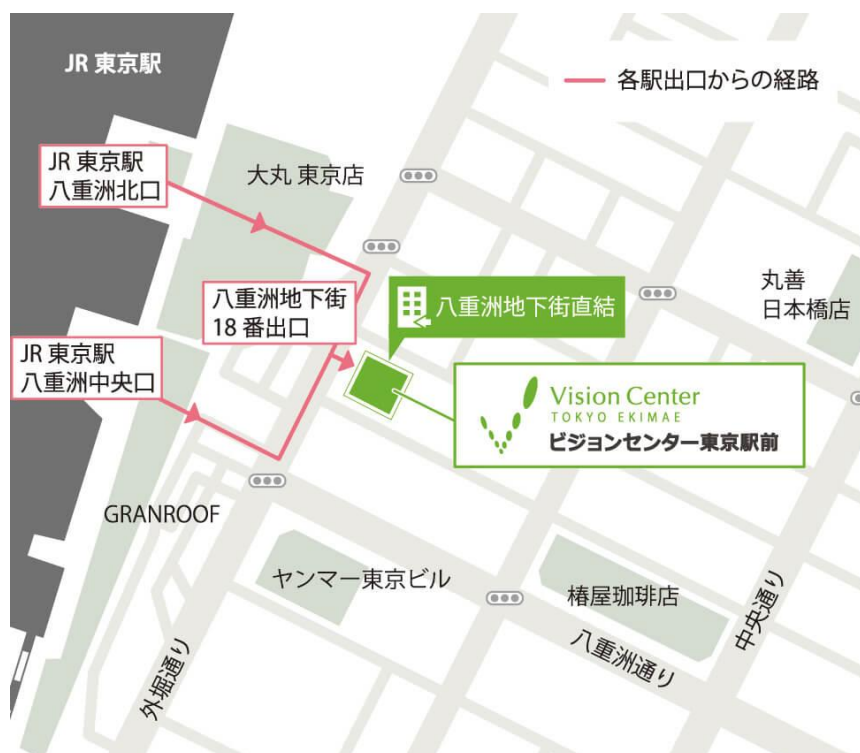 JR 東京駅
各駅出口からの経路
JR 東京駅
八重洲北口
大丸 東京店
八重洲地下街
18 番出口
八重洲地下街直結
丸善
日本橋店
JR 東京駅
八重洲中央口
Vision Center
TOKYO EKIMAE
ビジョンセンター東京駅前
GRANROOF
ヤンマー東京ビル
椿屋珈琲店
中央通り
八重洲通り
外堀通り